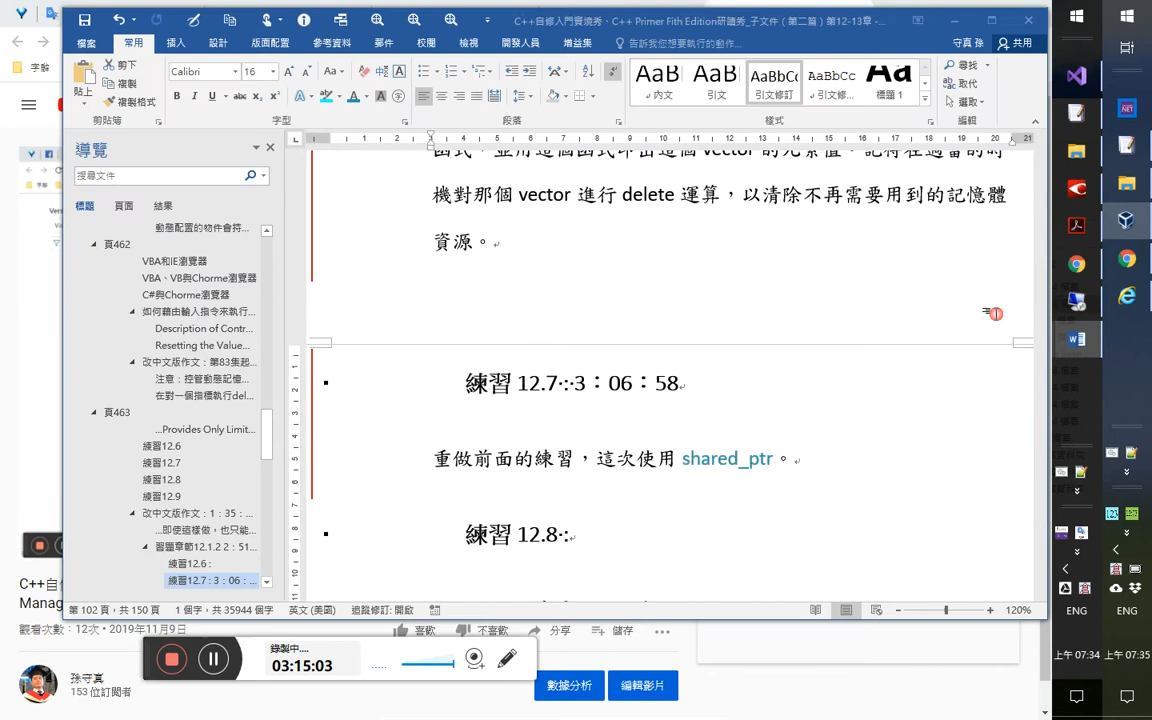 C++自修入門實境秀、C++ Primer Fith Edition研讀秀_子文件（第二篇）第12-13章 -...
檔案
常用
插入
設計
版面配置
參考資料
郵件
校閱
檢視
開發人員
增益集
告訴我您想要執行的動作...
守真 孫
共用
字齡
貼上
剪下
複製
複製格式
剪貼簿
Calibri
16
字型
段落
AaB
內文
AaB
引文
AaBbCc
引文修訂
AaBbCc
引文修...
Aa
標題 1
樣式
尋找
取代
選取
編輯
導覽
搜尋文件
標題
頁面
結果
動態配置的物件會持...
頁462
VBA和IE瀏覽器
VBA、VB與Chorme瀏覽器
C#與Chorme瀏覽器
如何藉由輸入指令來執行...
Description of Contr...
Resetting the Value...
改中文版作文：第83集起...
注意：控管動態記憶...
在對一個指標執行del...
頁463
...Provides Only Limit...
練習12.6
練習12.7
練習12.8
練習12.9
改中文版作文：1：35：...
...即使這樣做，也只能...
習題章節12.1.2 2：51...
練習12.6 :
練習12.7 : 3：06：...
函式，並用這個函式印出這個 vector 的元素值。記得在適當的時
機對那個 vector 進行 delete 運算，以清除不再需要用到的記憶體
資源。
練習 12.7 : 3：06：58
重做前面的練習，這次使用 shared_ptr。
練習 12.8 :
第 102 頁，共 150 頁
1 個字，共 35944 個字
英文 (美國)
追蹤修訂: 開啟
120%
C++自
Manag
觀看次數：12次・2019年11月9日
喜歡
不喜歡
分享
儲存
錄製中....
03:15:03
孫守真
153 位訂閱者
數據分析
編輯影片
ENG
ENG
上午 07:34
上午 07:35